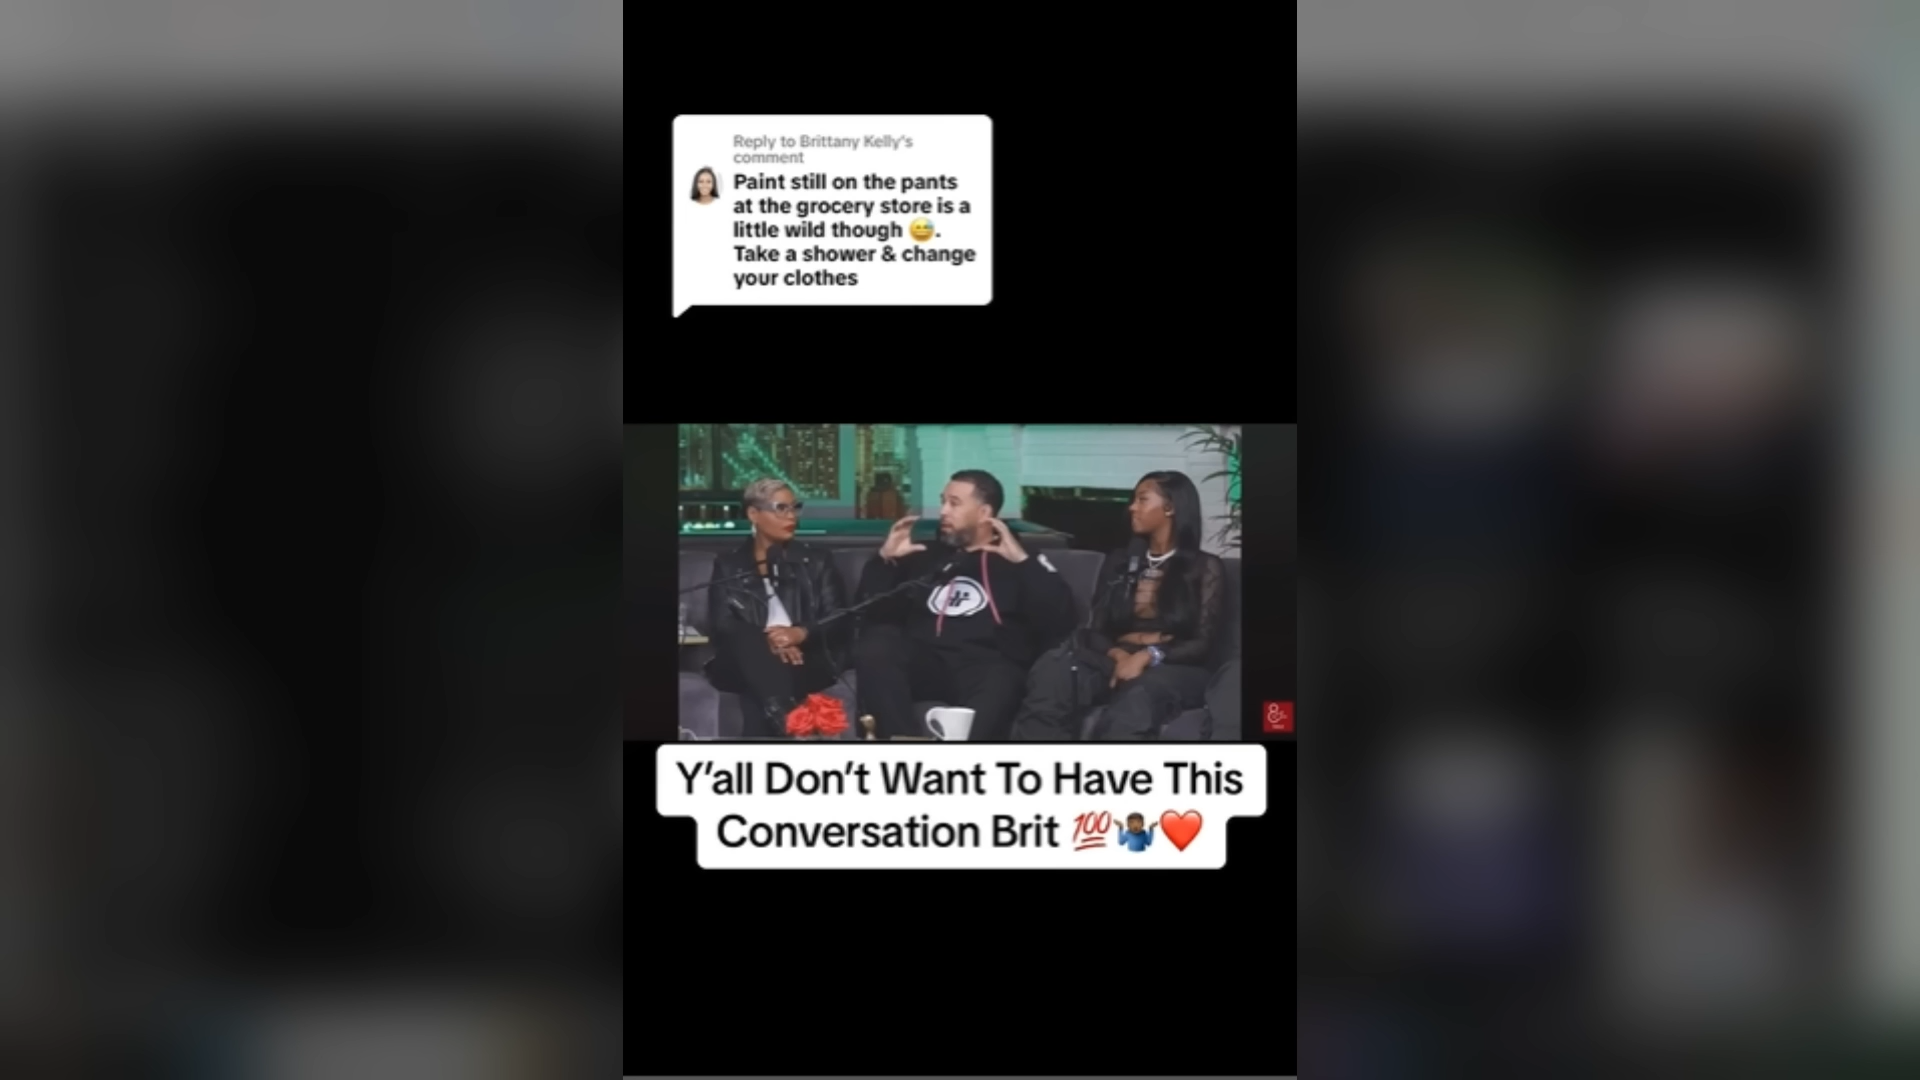 Reply to Brittany Kelly's
comment
Paint still on the pants
at the grocery store is a
little wild though 😅.
Take a shower & change
your clothes
Y'all Don't Want To Have This
Conversation Brit 💯🤷🏾‍♂️❤️